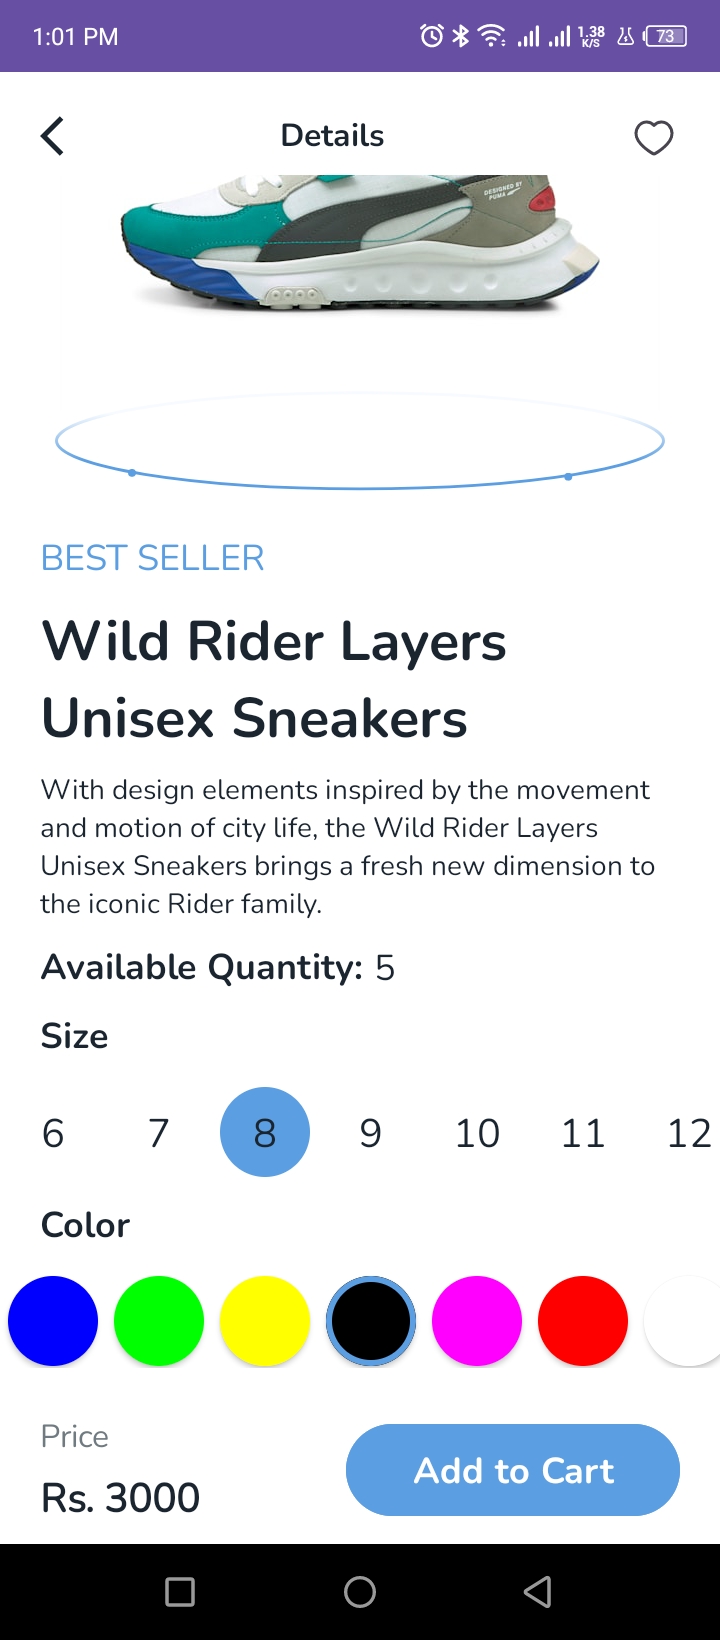 1:01 PM
1.38
K/S
73
Details
DESIGNED BY
PUMA
BEST SELLER
Wild Rider Layers
Unisex Sneakers
With design elements inspired by the movement
and motion of city life, the Wild Rider Layers
Unisex Sneakers brings a fresh new dimension to
the iconic Rider family.
Available Quantity: 5
Size
6 7 8 9 10 11 12
Color
Price
Rs. 3000
Add to Cart